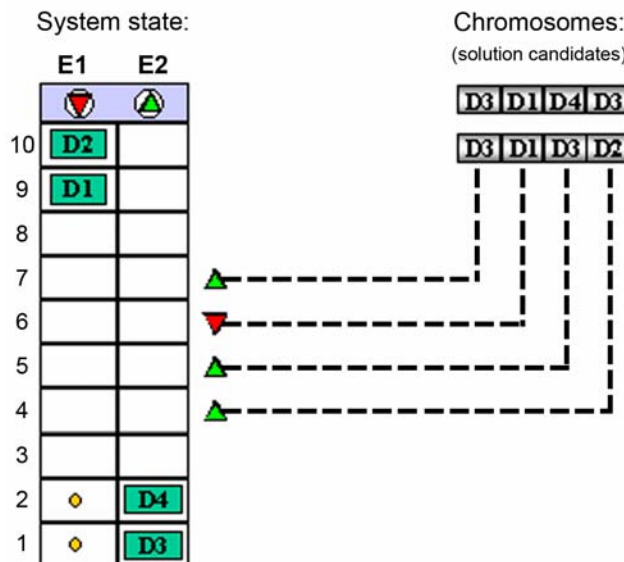 System state:
Chromosomes:
(solution candidates)
E1 E2
D3 D1 D4 D3
10 D2
D3 D1 D3 D2
9 D1
8
7
6
5
4
3
2 D4
1 D3